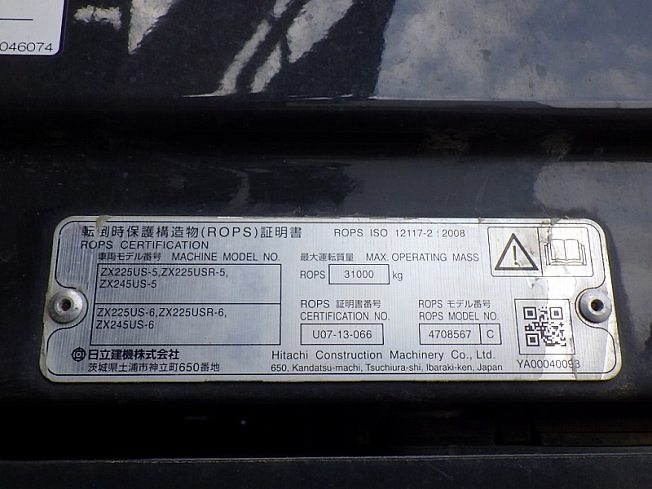 046074
転倒時保護構造物(ROPS)証明書 ROPS ISO 12117-2 : 2008
ROPS CERTIFICATION
車両モデル番号 MACHINE MODEL NO. 最大運転質量 MAX. OPERATING MASS
ZX225US-5,ZX225USR-5,
ZX245US-5
ROPS 31000 kg
ZX225US-6,ZX225USR-6,
ZX245US-6
ROPS 証明書番号 ROPS モデル番号
CERTIFICATION NO. ROPS MODEL NO.
U07-13-066 4708567 C
日立建機株式会社 Hitachi Construction Machinery Co., Ltd.
茨城県土浦市神立町650番地 650, Kandatsu-machi, Tsuchiura-shi, Ibaraki-ken, Japan
YA00040093